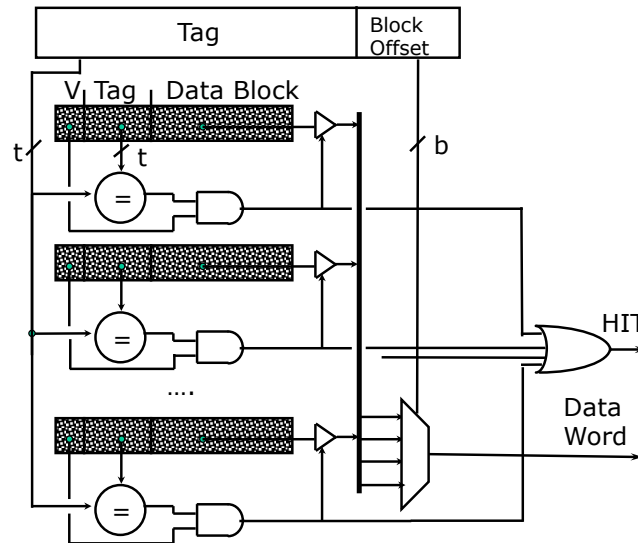 Tag
Block
Offset
V Tag Data Block
t
t
b
=
=
HIT
....
Data
Word
=